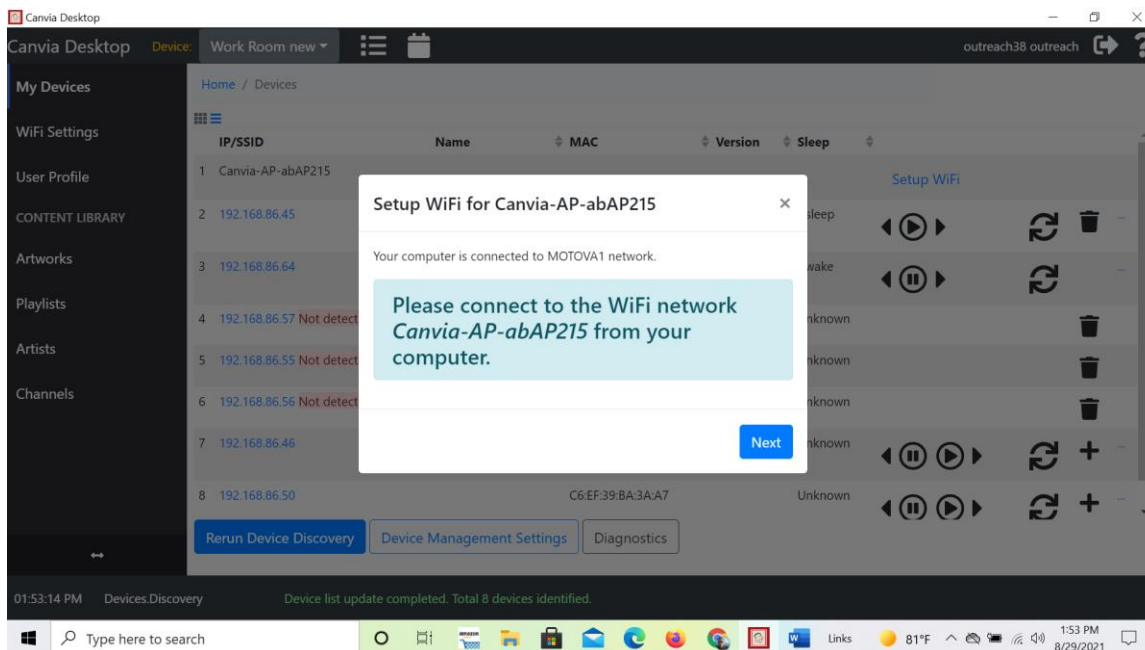 Canvia Desktop
Canvia Desktop Device: Work Room new outreach38 outreach
My Devices
WiFi Settings
User Profile
CONTENT LIBRARY
Artworks
Playlists
Artists
Channels
Home / Devices
IP/SSID Name MAC Version Sleep
1 Canvia-AP-abAP215 Setup WiFi
2 192.168.86.45
3 192.168.86.64
4 192.168.86.57 Not detect
5 192.168.86.55 Not detect
6 192.168.86.56 Not detect
7 192.168.86.46
8 192.168.86.50 C6:EF:39:BA:3A:A7 Unknown
Setup WiFi for Canvia-AP-abAP215 ×
Your computer is connected to MOTOVA1 network.
Please connect to the WiFi network
Canvia-AP-abAP215 from your
computer.
Next
Rerun Device Discovery Device Management Settings Diagnostics
01:53:14 PM Devices.Discovery Device list update completed. Total 8 devices identified.
Type here to search Links 81°F 1:53 PM
8/29/2021